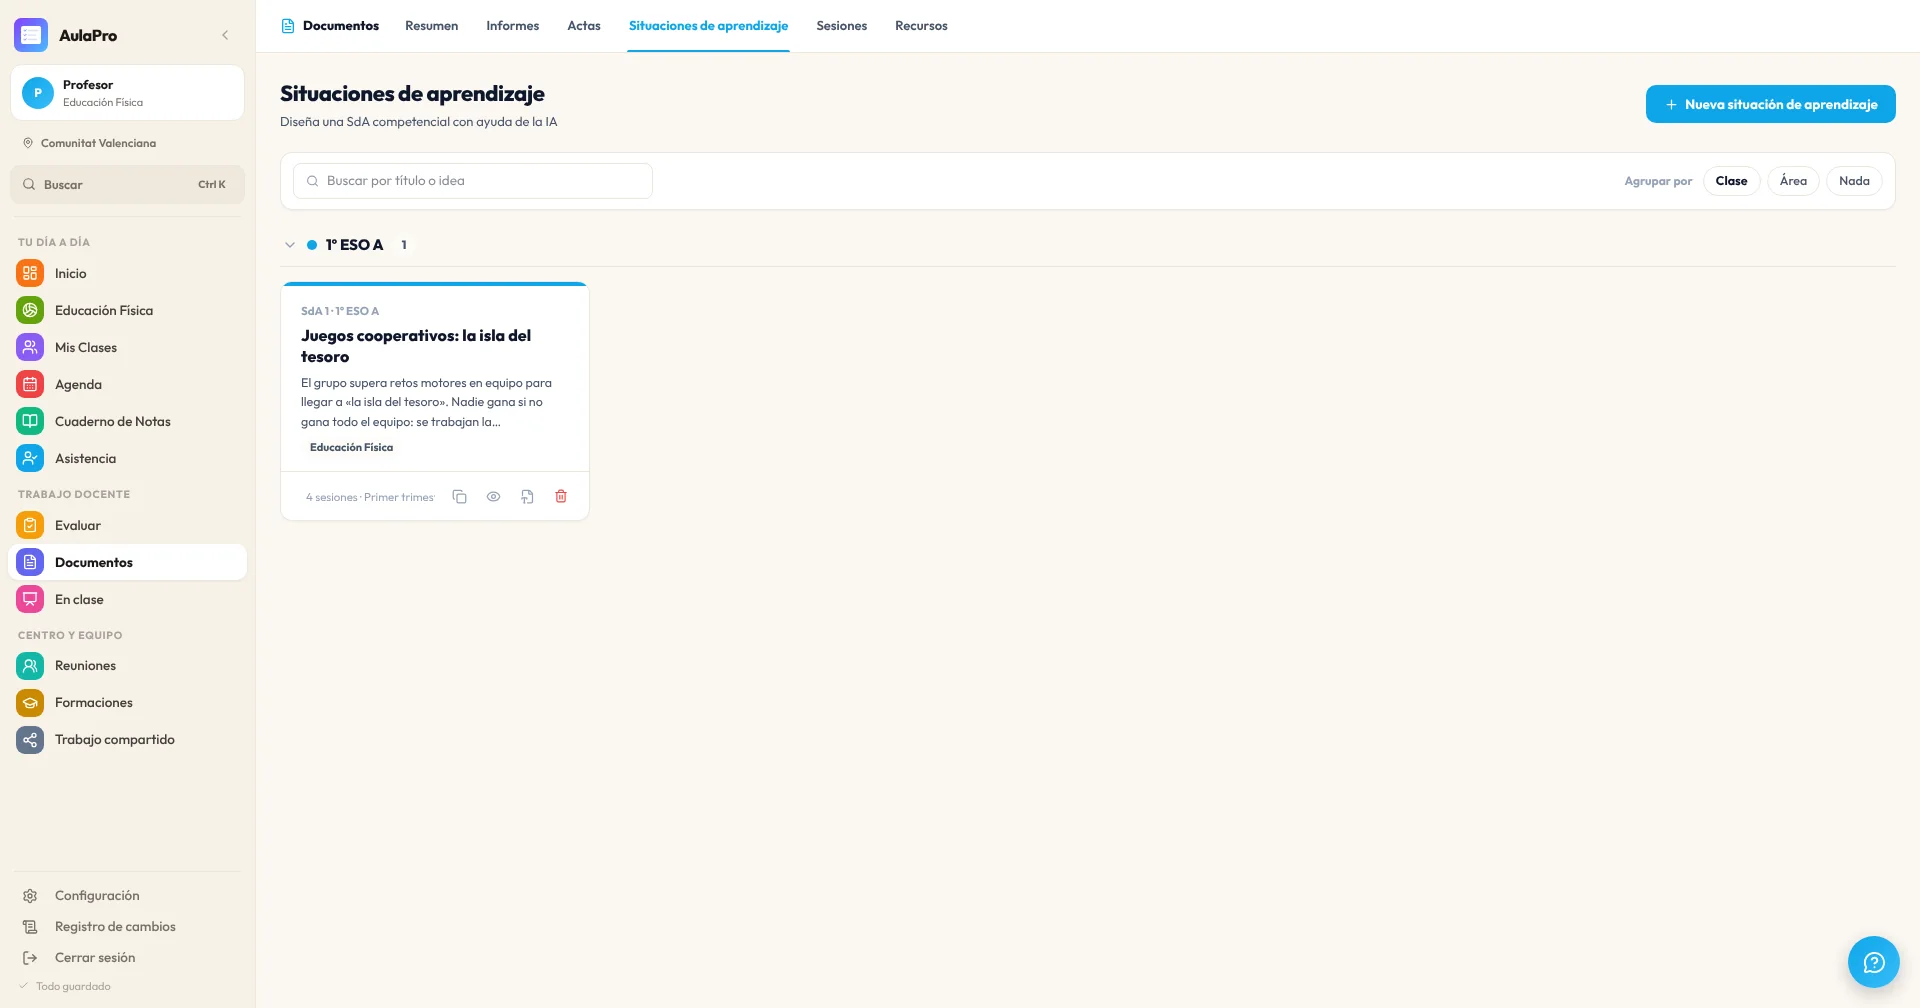 AulaPro
P
Profesor
Educación Física
Comunitat Valenciana
Buscar
Ctrl K
TU DÍA A DÍA
Inicio
Educación Física
Mis Clases
Agenda
Cuaderno de Notas
Asistencia
TRABAJO DOCENTE
Evaluar
Documentos
En clase
CENTRO Y EQUIPO
Reuniones
Formaciones
Trabajo compartido
Configuración
Registro de cambios
Cerrar sesión
Todo guardado
Documentos
Resumen
Informes
Actas
Situaciones de aprendizaje
Sesiones
Recursos
Situaciones de aprendizaje
Diseña una SdA competencial con ayuda de la IA
Nueva situación de aprendizaje
Buscar por título o idea
Agrupar por
Clase
Área
Nada
1º ESO A
1
SdA 1 · 1º ESO A
Juegos cooperativos: la isla del
tesoro
El grupo supera retos motores en equipo para
llegar a «la isla del tesoro». Nadie gana si no
gana todo el equipo: se trabajan la...
Educación Física
4 sesiones · Primer trimes